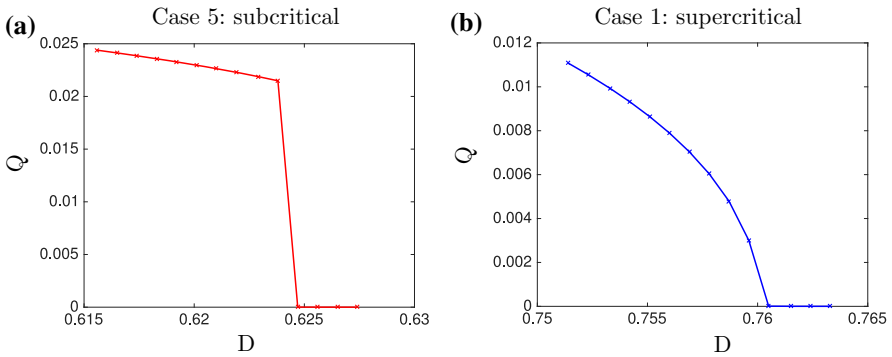 (a)
Case 5: subcritical
0.025
0.02
0.015
0.01
0.005
0
Q
0.615
0.62
0.625
0.63
D
(b)
Case 1: supercritical
0.012
0.01
0.008
0.006
0.004
0.002
0
Q
0.75
0.755
0.76
0.765
D